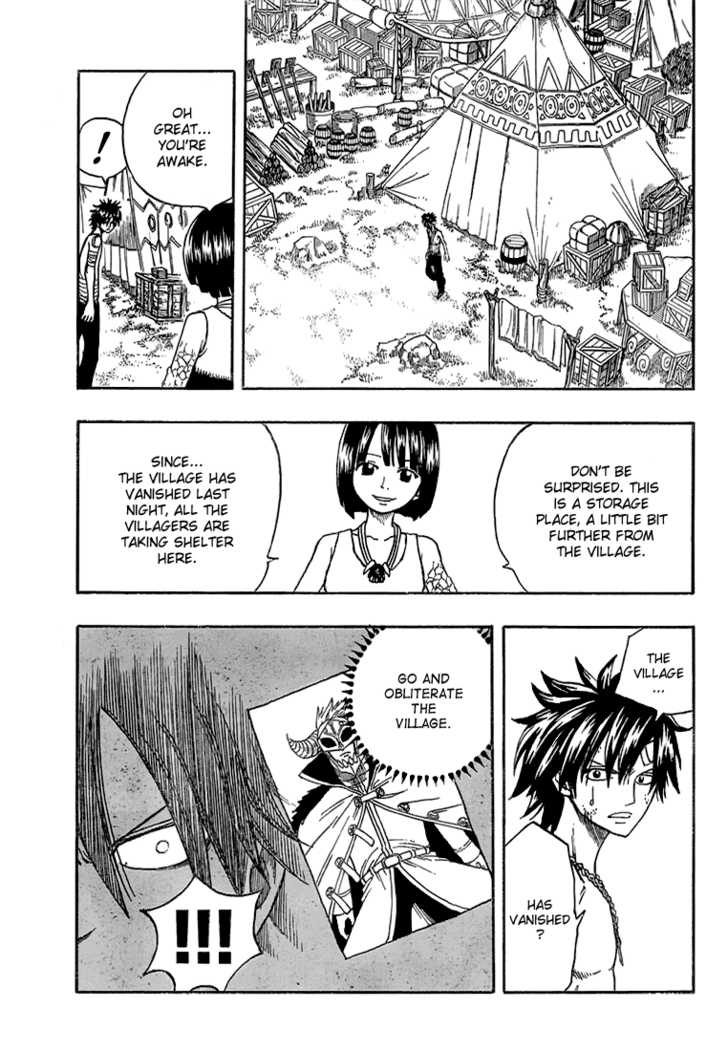 OH
GREAT...
YOU'RE
AWAKE.
!
DON'T BE
SURPRISED. THIS
IS A STORAGE
PLACE, A LITTLE BIT
FURTHER FROM
THE VILLAGE.
SINCE...
THE VILLAGE HAS
VANISHED LAST
NIGHT, ALL THE
VILLAGERS ARE
TAKING SHELTER
HERE.
THE
VILLAGE
...
HAS
VANISHED
?
GO AND
OBLITERATE
THE
VILLAGE.
!!!